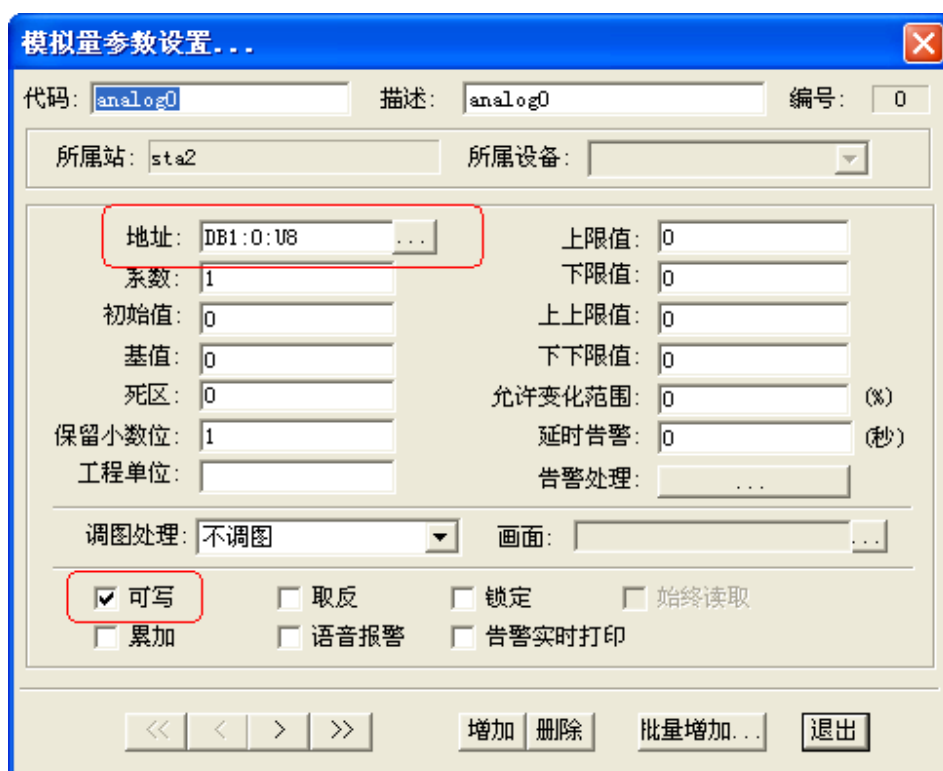 模拟量参数设置...
代码: analog0 描述: analog0 编号: 0
所属站: sta2 所属设备:
地址: DB1:0:U8 ... 上限值: 0
系数: 1 下限值: 0
初始值: 0 上上限值: 0
基值: 0 下下限值: 0
死区: 0 允许变化范围: 0 (%)
保留小数位: 1 延时告警: 0 (秒)
工程单位: 告警处理: ...
调图处理: 不调图 画面: ...
可写 取反 锁定 始终读取
累加 语音报警 告警实时打印
<< < > >> 增加 删除 批量增加... 退出